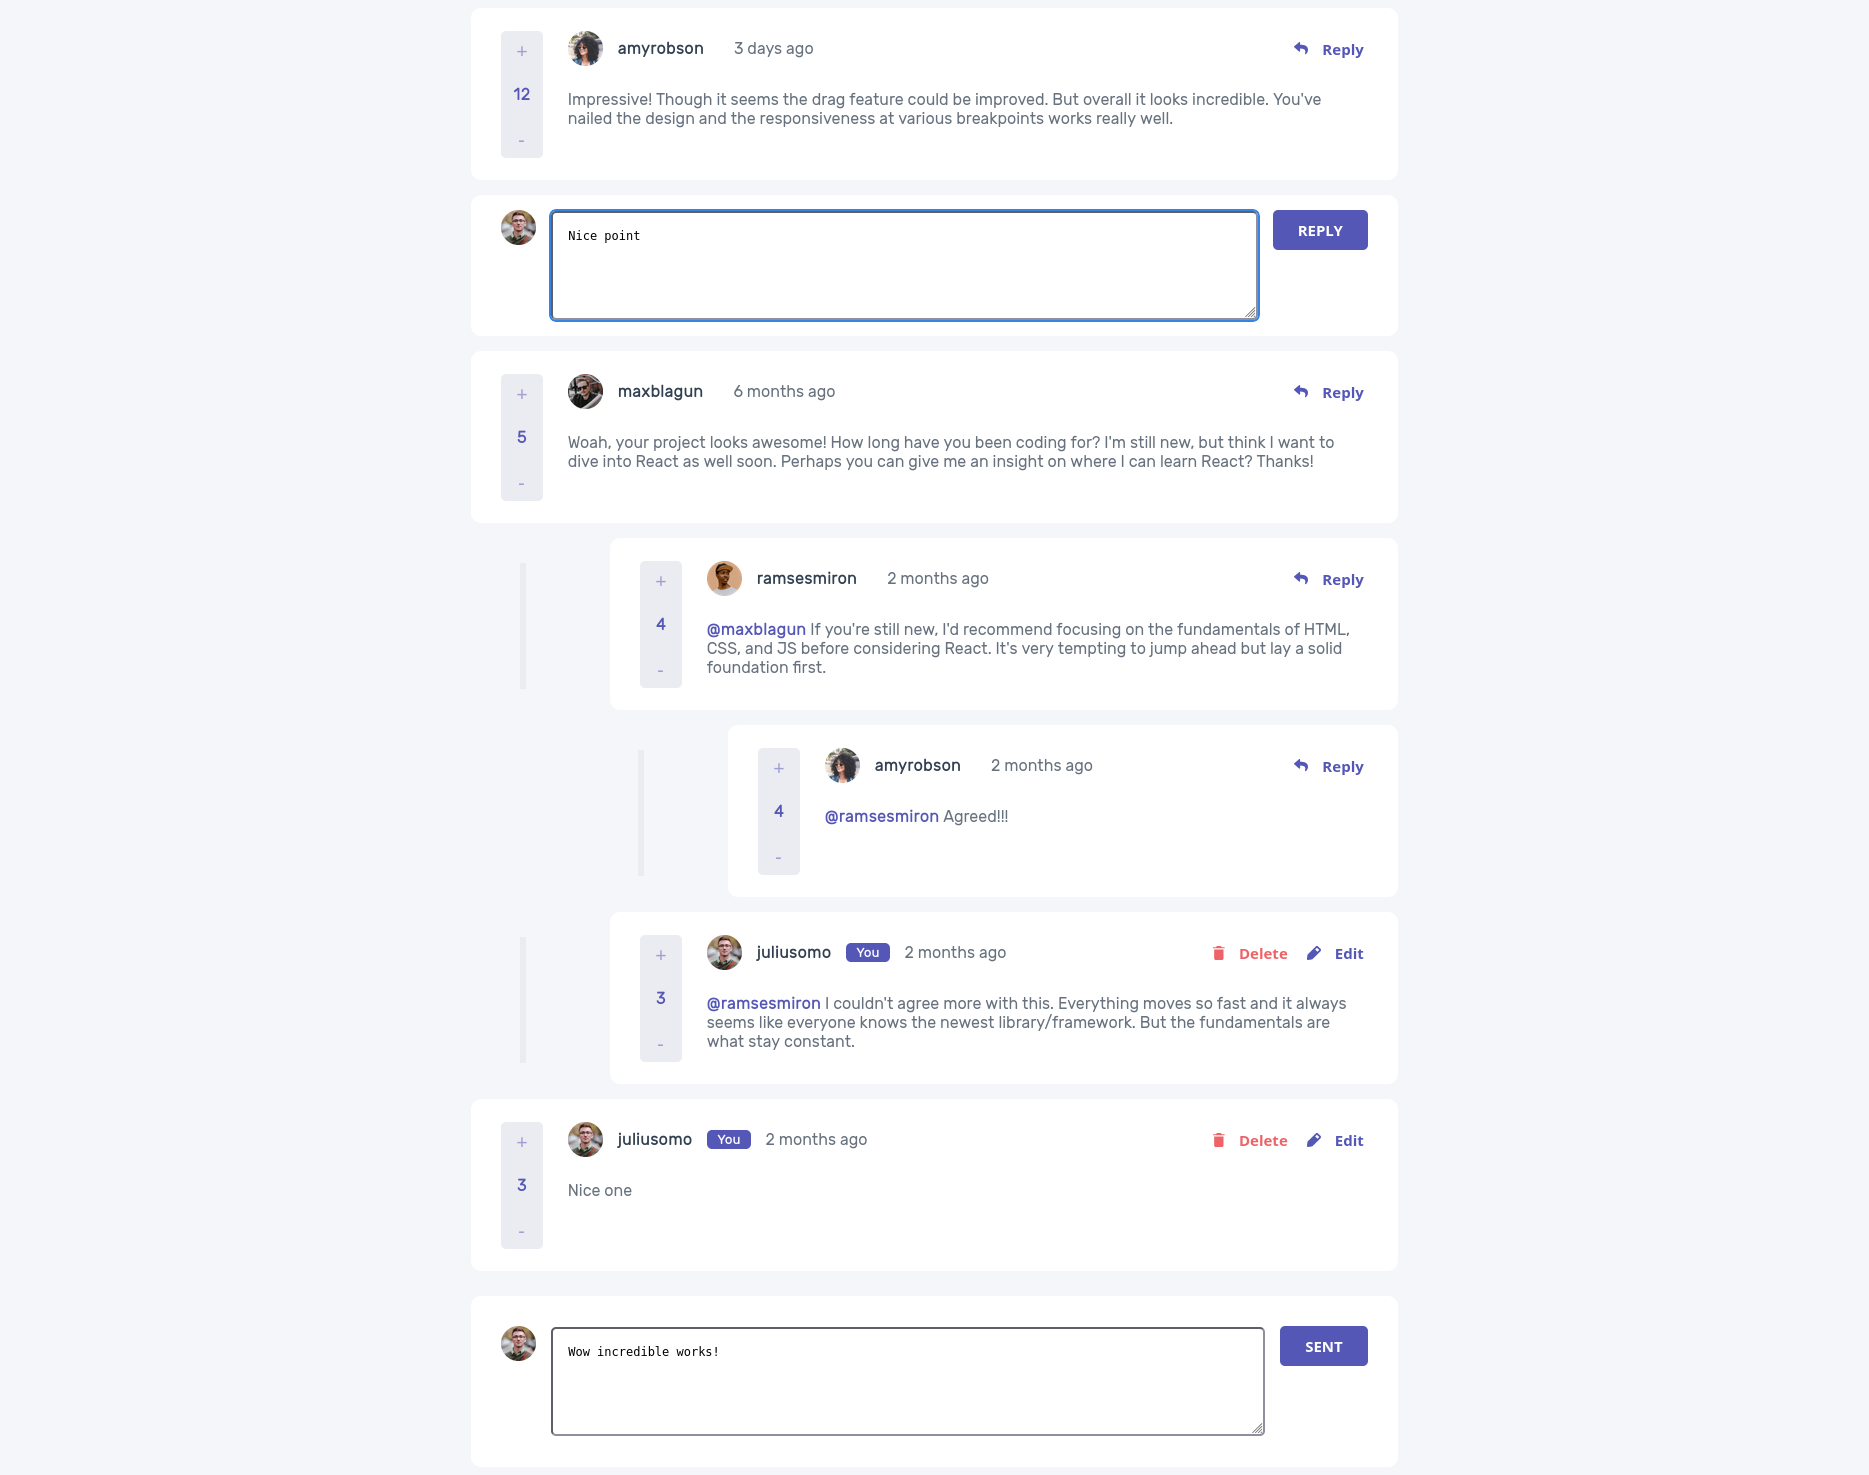 +
amyrobson 3 days ago Reply
12
Impressive! Though it seems the drag feature could be improved. But overall it looks incredible. You've
nailed the design and the responsiveness at various breakpoints works really well.
-
Nice point
REPLY
+
maxblagun 6 months ago Reply
5
Woah, your project looks awesome! How long have you been coding for? I'm still new, but think I want to
dive into React as well soon. Perhaps you can give me an insight on where I can learn React? Thanks!
-
+
ramsesmiron 2 months ago Reply
4
@maxblagun If you're still new, I'd recommend focusing on the fundamentals of HTML,
CSS, and JS before considering React. It's very tempting to jump ahead but lay a solid
foundation first.
-
+
amyrobson 2 months ago Reply
4
@ramsesmiron Agreed!!!
-
+
juliusomo You 2 months ago Delete Edit
3
@ramsesmiron I couldn't agree more with this. Everything moves so fast and it always
seems like everyone knows the newest library/framework. But the fundamentals are
what stay constant.
-
+
juliusomo You 2 months ago Delete Edit
3
Nice one
-
Wow incredible works!
SENT